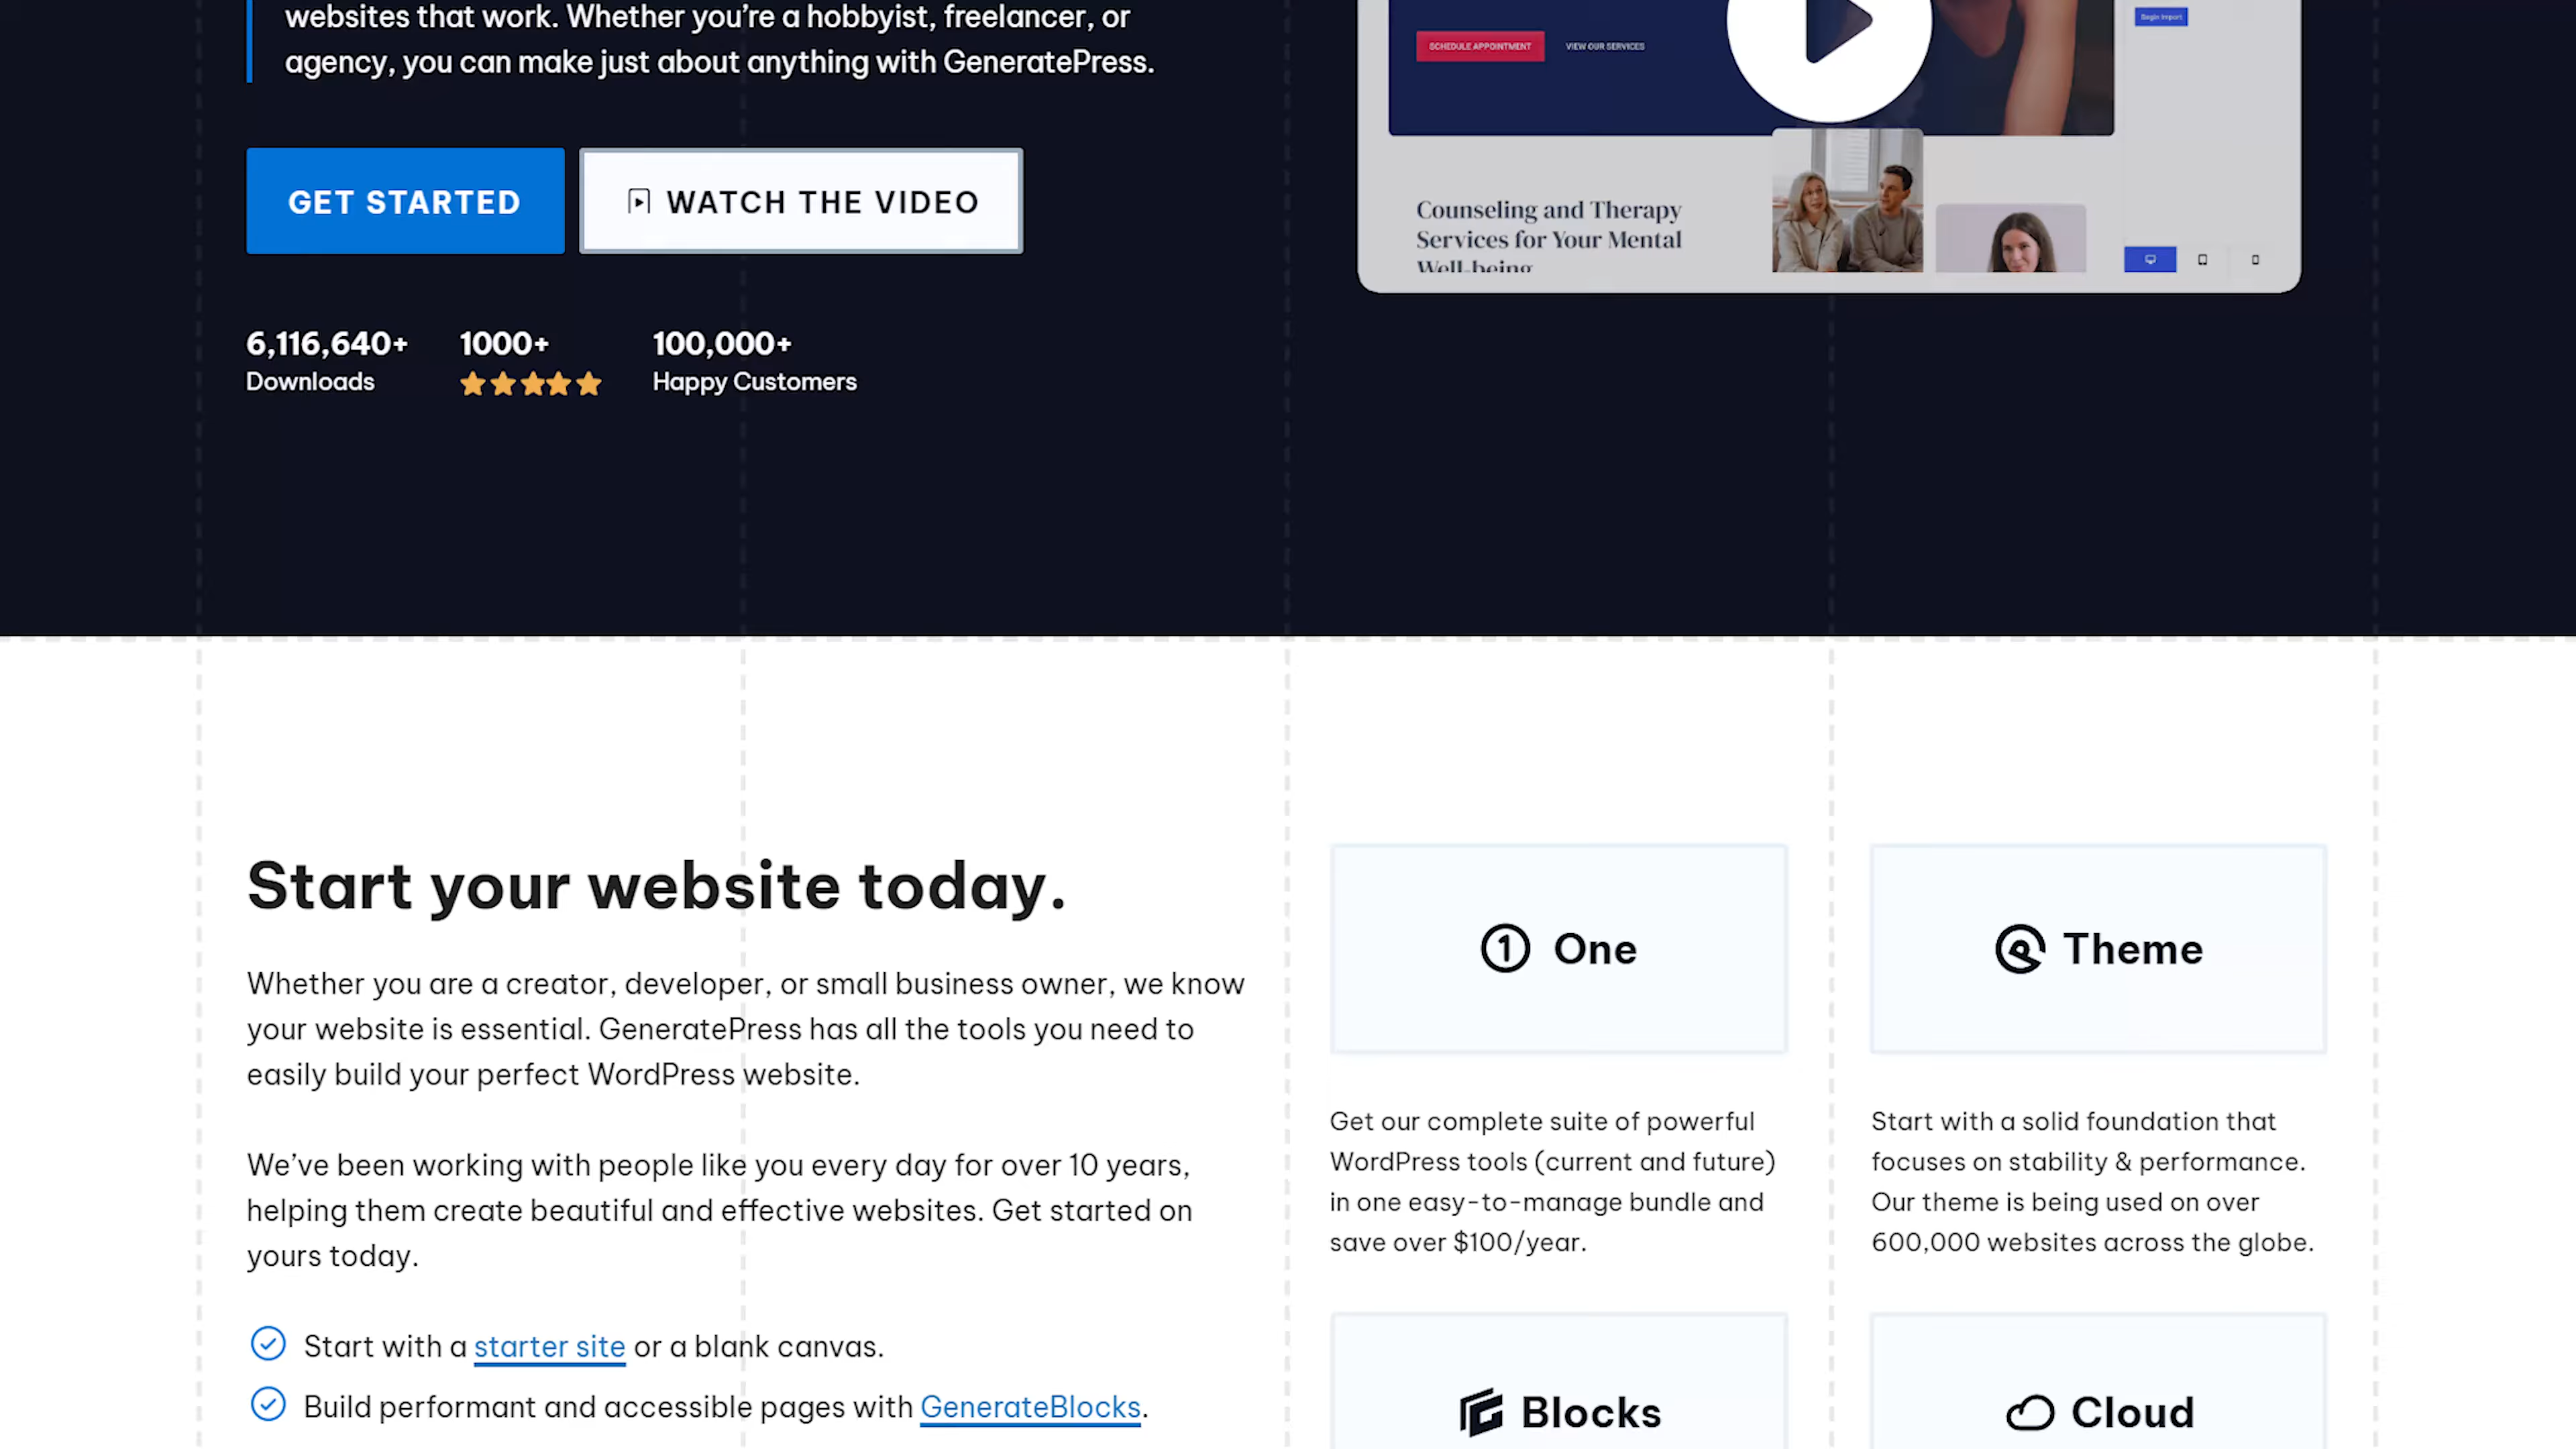 websites that work. Whether you’re a hobbyist, freelancer, or
agency, you can make just about anything with GeneratePress.
GET STARTED
WATCH THE VIDEO
6,116,640+
Downloads
1000+
100,000+
Happy Customers
Begin Import
SCHEDULE APPOINTMENT
VIEW OUR SERVICES
Counseling and Therapy
Services for Your Mental
Well-being
Start your website today.
Whether you are a creator, developer, or small business owner, we know
your website is essential. GeneratePress has all the tools you need to
easily build your perfect WordPress website.
We’ve been working with people like you every day for over 10 years,
helping them create beautiful and effective websites. Get started on
yours today.
Start with a starter site or a blank canvas.
Build performant and accessible pages with GenerateBlocks.
1 One
Get our complete suite of powerful
WordPress tools (current and future)
in one easy-to-manage bundle and
save over $100/year.
Theme
Start with a solid foundation that
focuses on stability & performance.
Our theme is being used on over
600,000 websites across the globe.
Blocks
Cloud